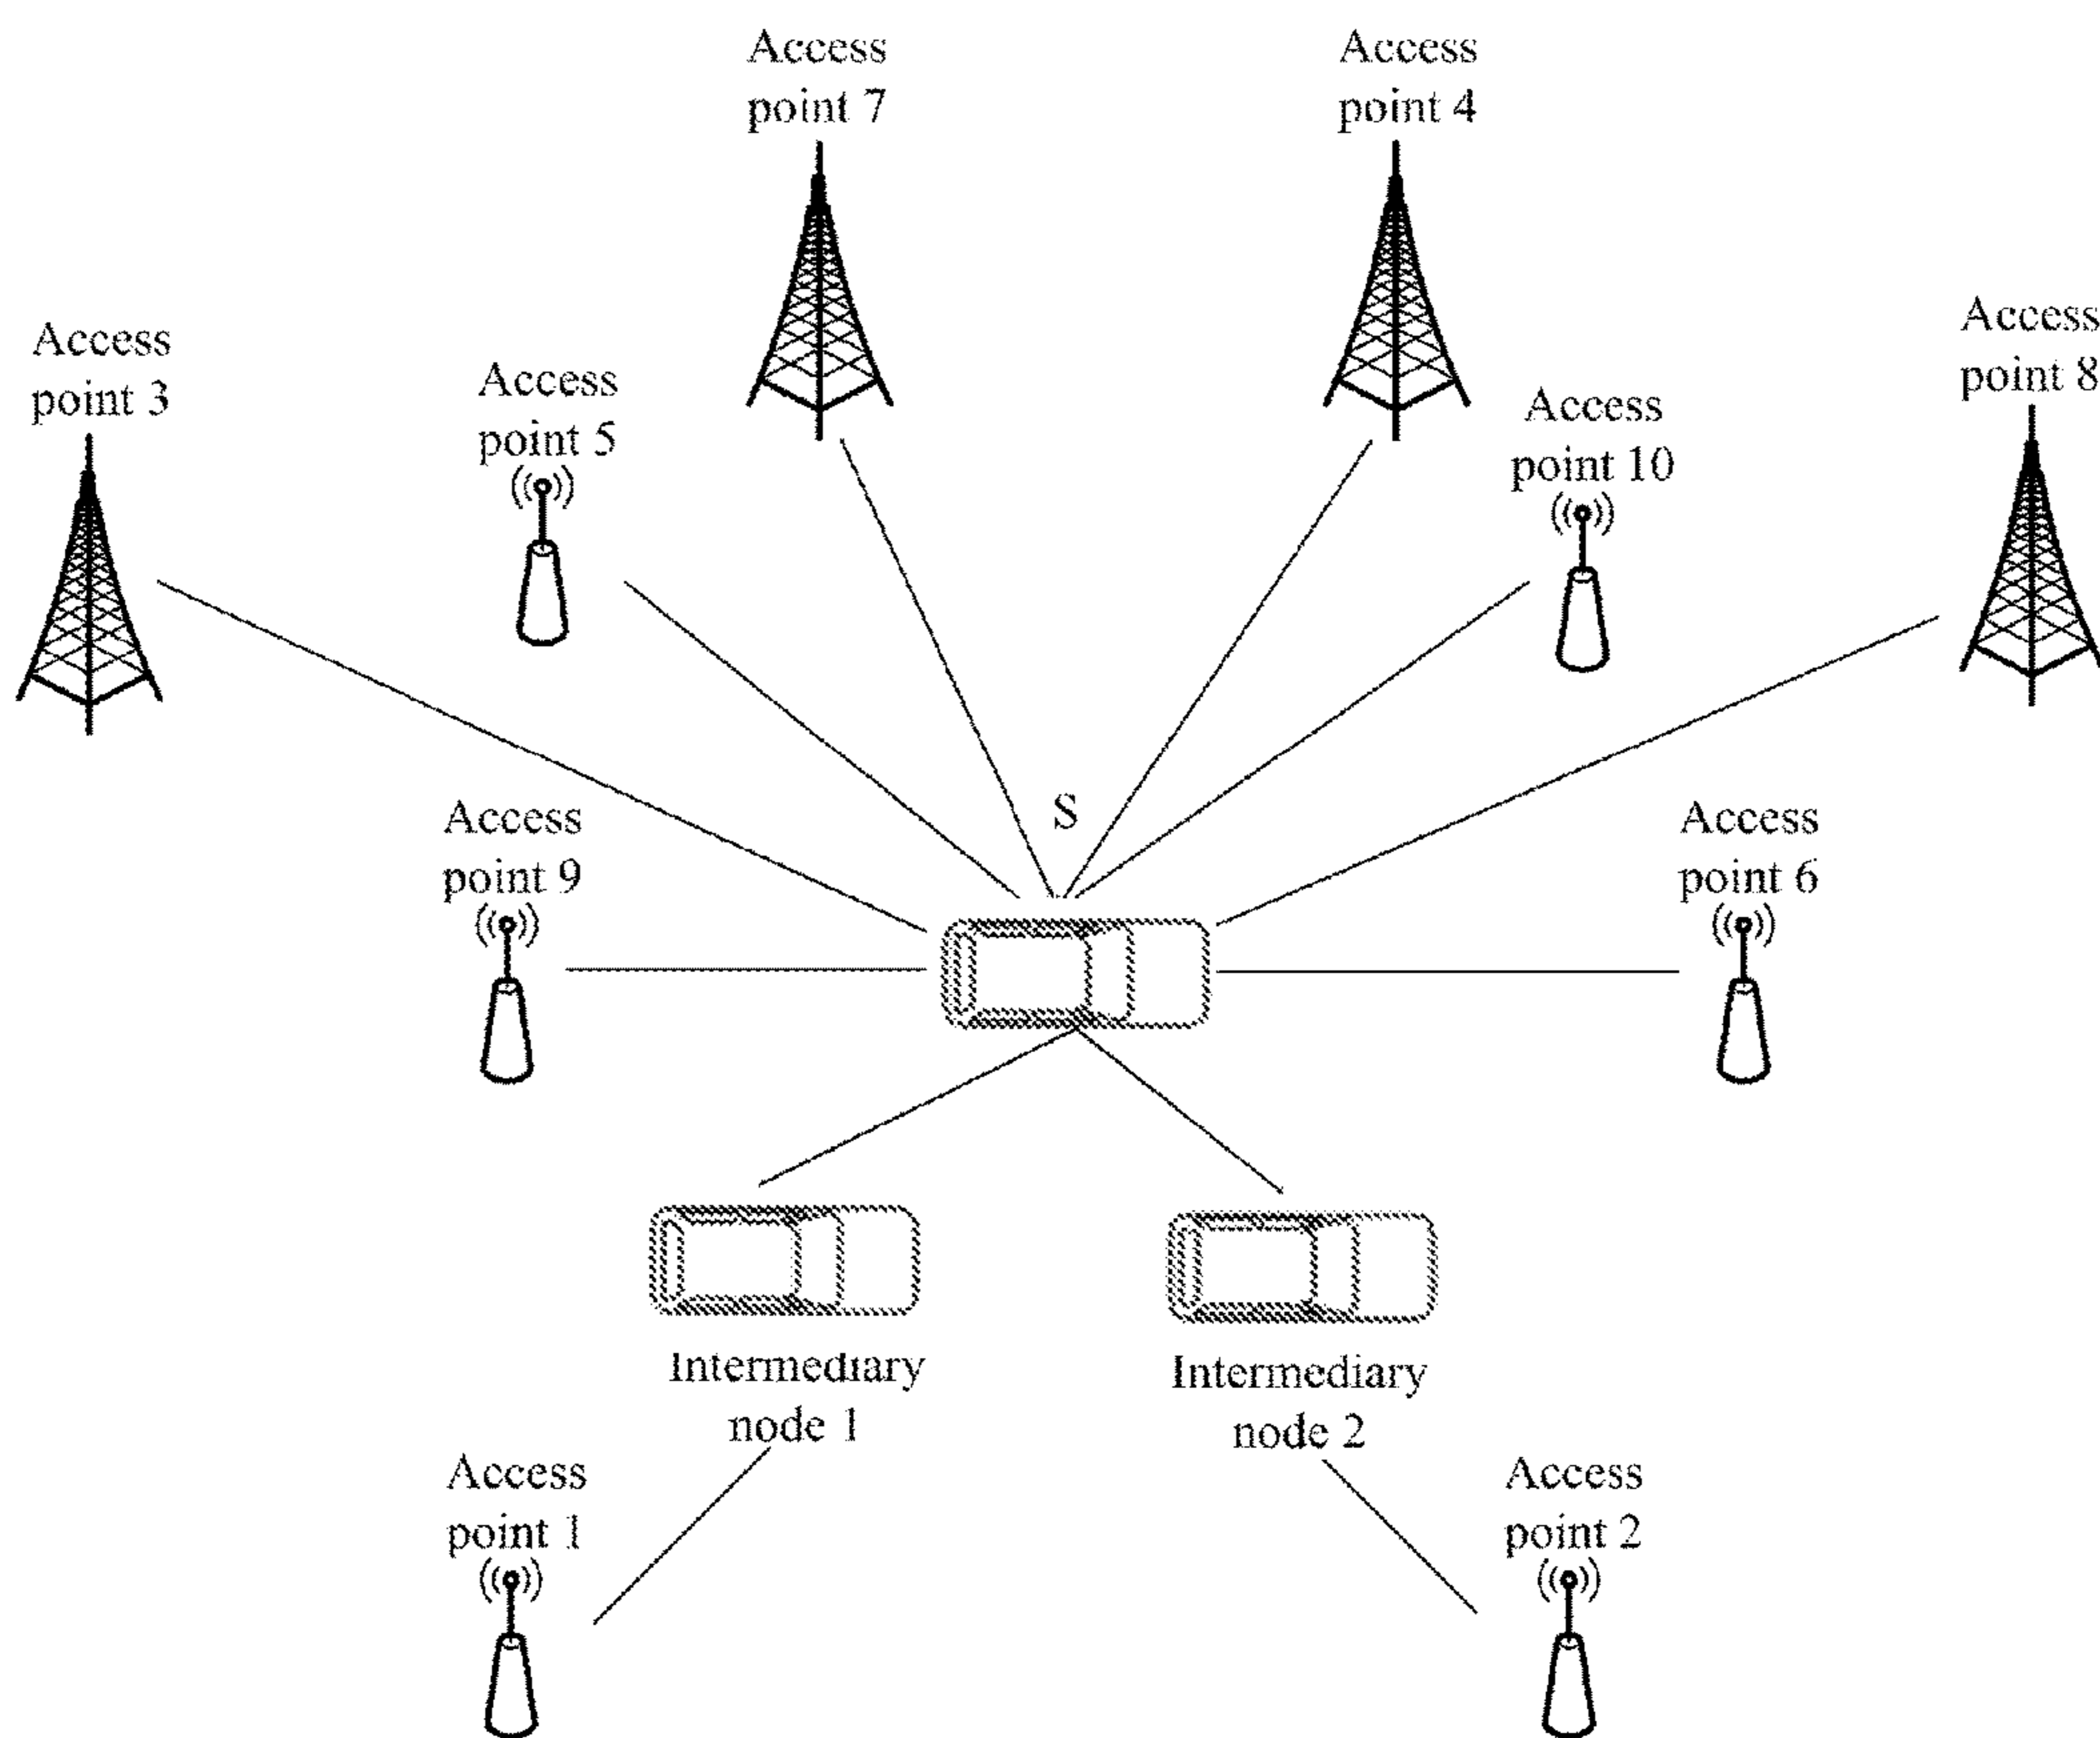 Access
point 7
Access
point 4
Access
point 3
Access
point 5
Access
point 10
Access
point 8
S
Access
point 9
Access
point 6
Intermediary
node 1
Intermediary
node 2
Access
point 1
Access
point 2